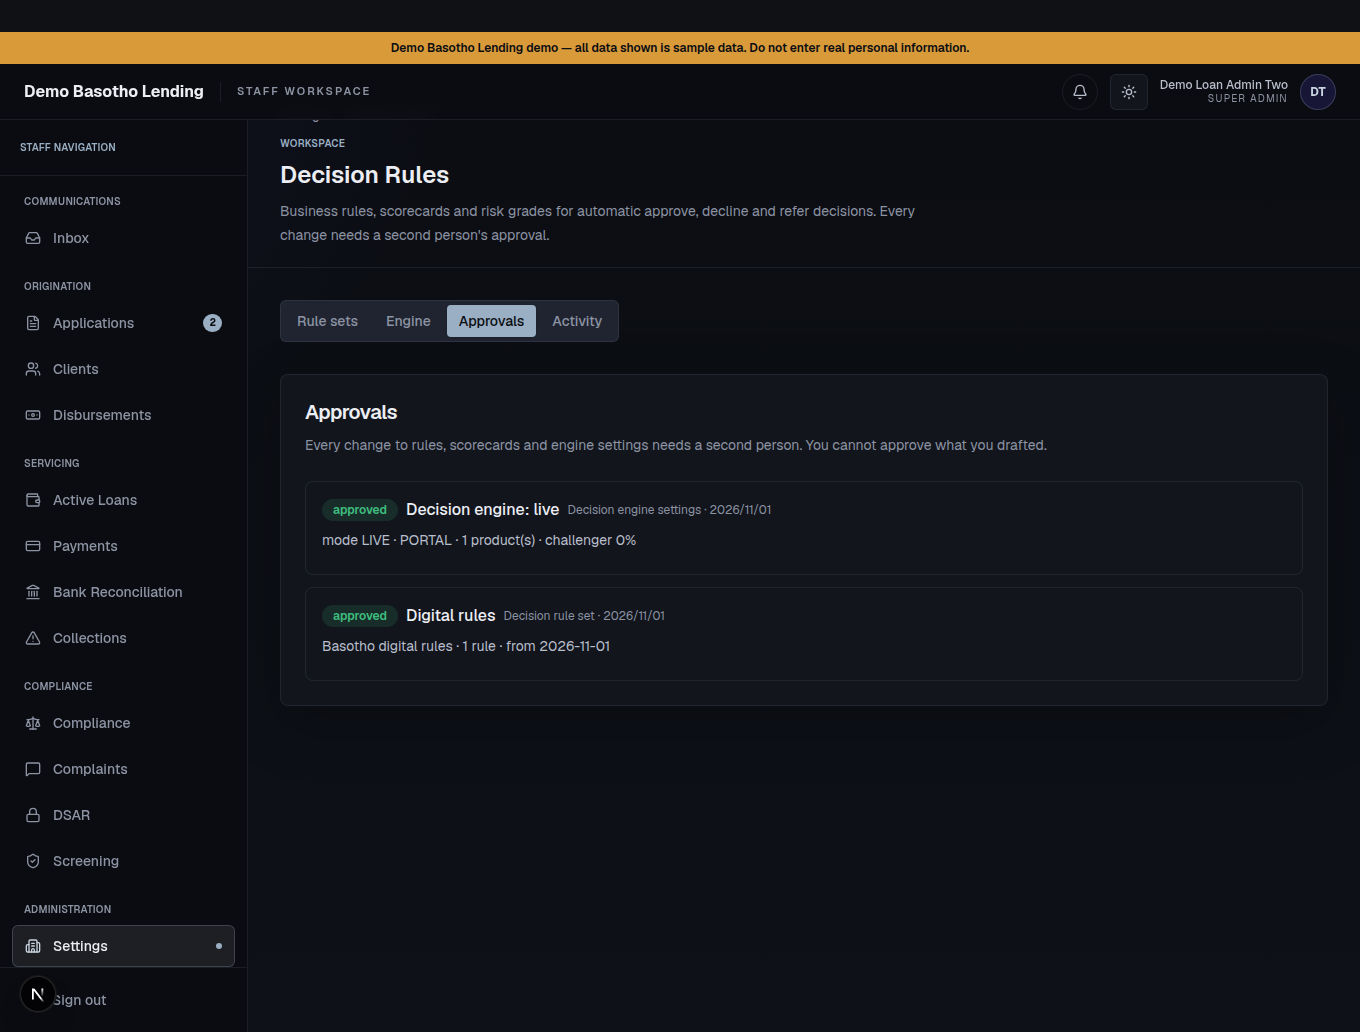 Demo Basotho Lending demo — all data shown is sample data. Do not enter real personal information.
Demo Basotho Lending
STAFF WORKSPACE
Demo Loan Admin Two
SUPER ADMIN
DT
STAFF NAVIGATION
COMMUNICATIONS
Inbox
ORIGINATION
Applications 2
Clients
Disbursements
SERVICING
Active Loans
Payments
Bank Reconciliation
Collections
COMPLIANCE
Compliance
Complaints
DSAR
Screening
ADMINISTRATION
Settings
N
Sign out
WORKSPACE
Decision Rules
Business rules, scorecards and risk grades for automatic approve, decline and refer decisions. Every
change needs a second person's approval.
Rule sets Engine Approvals Activity
Approvals
Every change to rules, scorecards and engine settings needs a second person. You cannot approve what you drafted.
approved Decision engine: live Decision engine settings · 2026/11/01
mode LIVE · PORTAL · 1 product(s) · challenger 0%
approved Digital rules Decision rule set · 2026/11/01
Basotho digital rules · 1 rule · from 2026-11-01